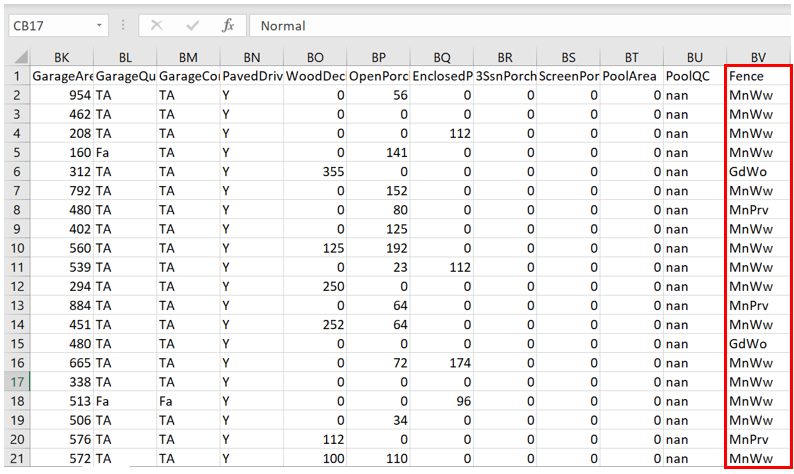 CB17 fx Normal
BK BL BM BN BO BP BQ BR BS BT BU BV
1 GarageAre GarageQu GarageCon PavedDriv WoodDec OpenPorc EnclosedP 3SsnPorch ScreenPor PoolArea PoolQC Fence
2 954 TA TA Y 0 56 0 0 0 0 nan MnWw
3 462 TA TA Y 0 0 0 0 0 0 nan MnWw
4 208 TA TA Y 0 0 112 0 0 0 nan MnWw
5 160 Fa TA Y 0 141 0 0 0 0 nan MnWw
6 312 TA TA Y 355 0 0 0 0 0 nan GdWo
7 792 TA TA Y 0 152 0 0 0 0 nan MnWw
8 480 TA TA Y 0 80 0 0 0 0 nan MnPrv
9 402 TA TA Y 0 125 0 0 0 0 nan MnWw
10 560 TA TA Y 125 192 0 0 0 0 nan MnWw
11 539 TA TA Y 0 23 112 0 0 0 nan MnWw
12 294 TA TA Y 250 0 0 0 0 0 nan MnWw
13 884 TA TA Y 0 64 0 0 0 0 nan MnPrv
14 451 TA TA Y 252 64 0 0 0 0 nan MnWw
15 480 TA TA Y 0 0 0 0 0 0 nan GdWo
16 665 TA TA Y 0 72 174 0 0 0 nan MnWw
17 338 TA TA Y 0 0 0 0 0 0 nan MnWw
18 513 Fa Fa Y 0 0 96 0 0 0 nan MnWw
19 506 TA TA Y 0 34 0 0 0 0 nan MnWw
20 576 TA TA Y 112 0 0 0 0 0 nan MnPrv
21 572 TA TA Y 100 110 0 0 0 0 nan MnWw